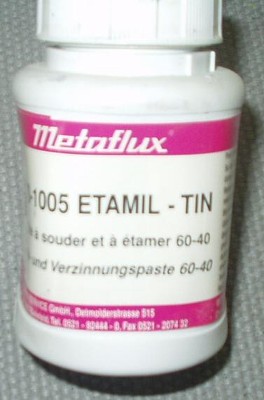 Metaflux
-1005 ETAMIL - TIN
à souder et à étamer 60-40
und Verzinnungspaste 60-40
GmbH, Detmolderstrasse 515
Tel. 0521 - 92444 - 0, Fax 0521 - 2074 32